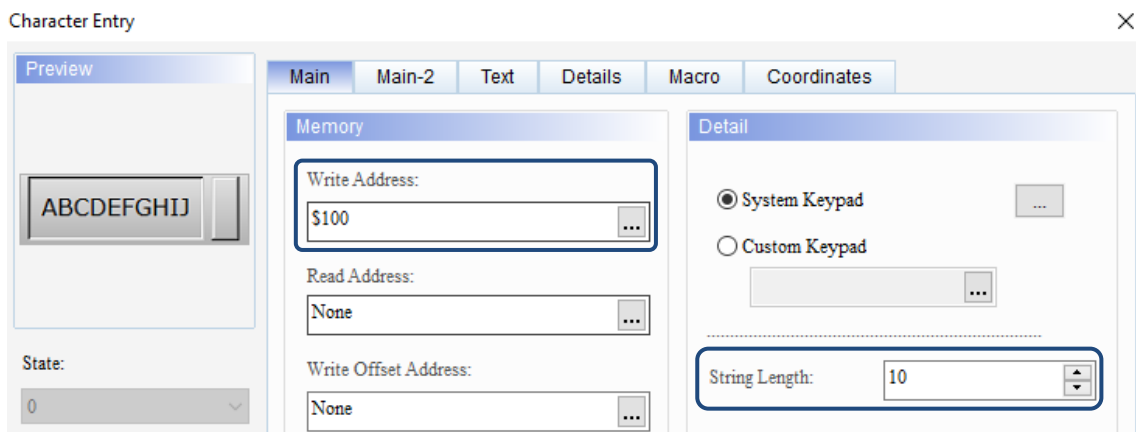 Character Entry
Preview
ABCDEFGHIJ
State:
0
Main Main-2 Text Details Macro Coordinates
Memory
Write Address:
$100
...
Read Address:
None
...
Write Offset Address:
None
...
Detail
System Keypad
...
Custom Keypad
...
String Length:
10